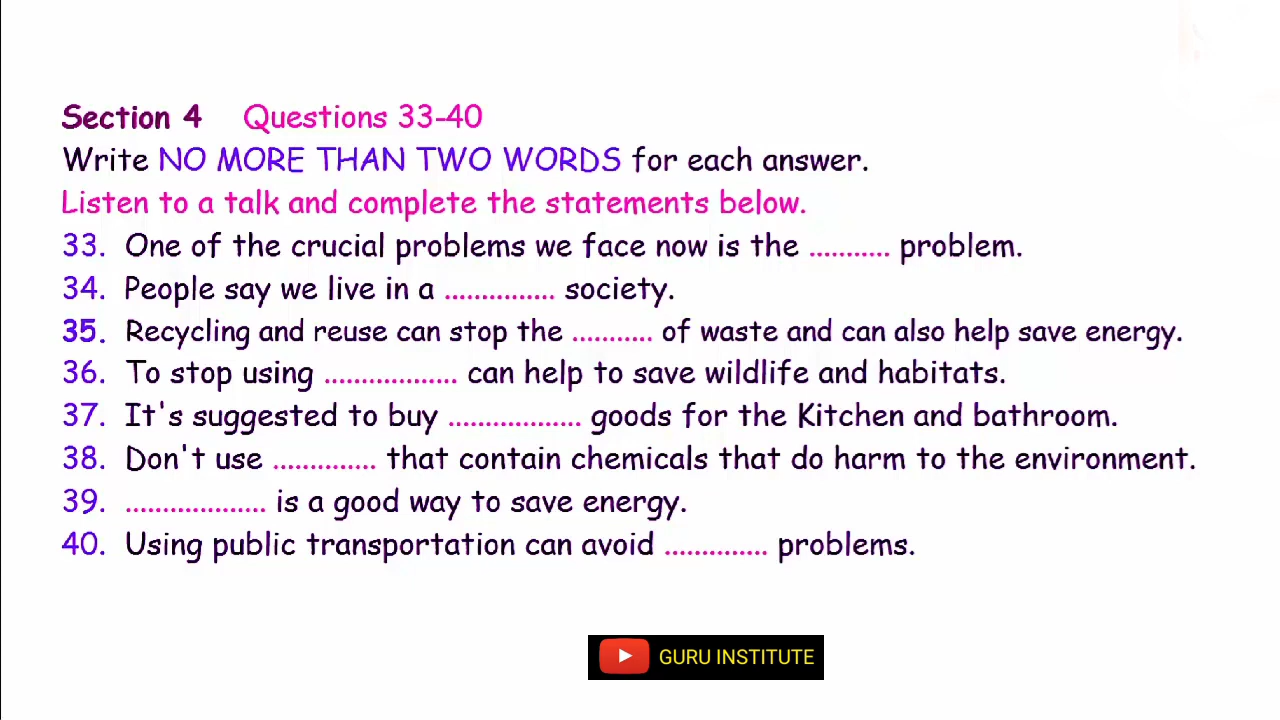 Section 4 Questions 33-40
Write NO MORE THAN TWO WORDS for each answer.
Listen to a talk and complete the statements below.
33. One of the crucial problems we face now is the ........... problem.
34. People say we live in a ............... society.
35. Recycling and reuse can stop the ........... of waste and can also help save energy.
36. To stop using .................. can help to save wildlife and habitats.
37. It's suggested to buy .................. goods for the Kitchen and bathroom.
38. Don't use .............. that contain chemicals that do harm to the environment.
39. ................... is a good way to save energy.
40. Using public transportation can avoid .............. problems.
GURU INSTITUTE